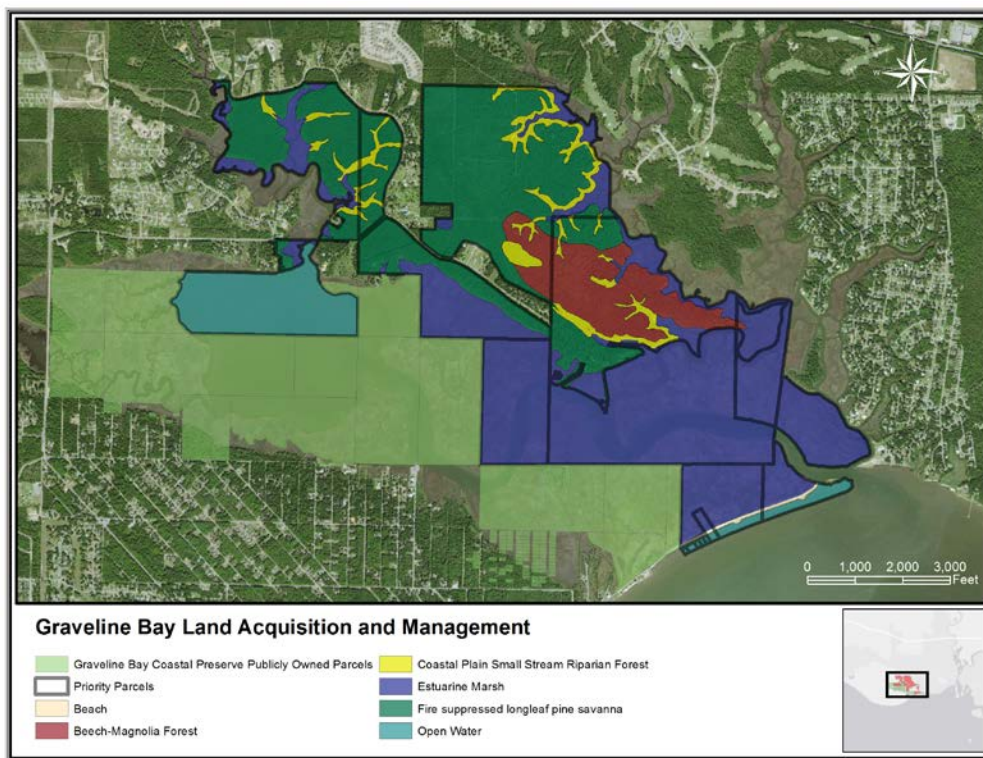 W
0 1,000 2,000 3,000
Feet
Graveline Bay Land Acquisition and Management
Graveline Bay Coastal Preserve Publicly Owned Parcels
Priority Parcels
Beach
Beech-Magnolia Forest
Coastal Plain Small Stream Riparian Forest
Estuarine Marsh
Fire suppressed longleaf pine savanna
Open Water